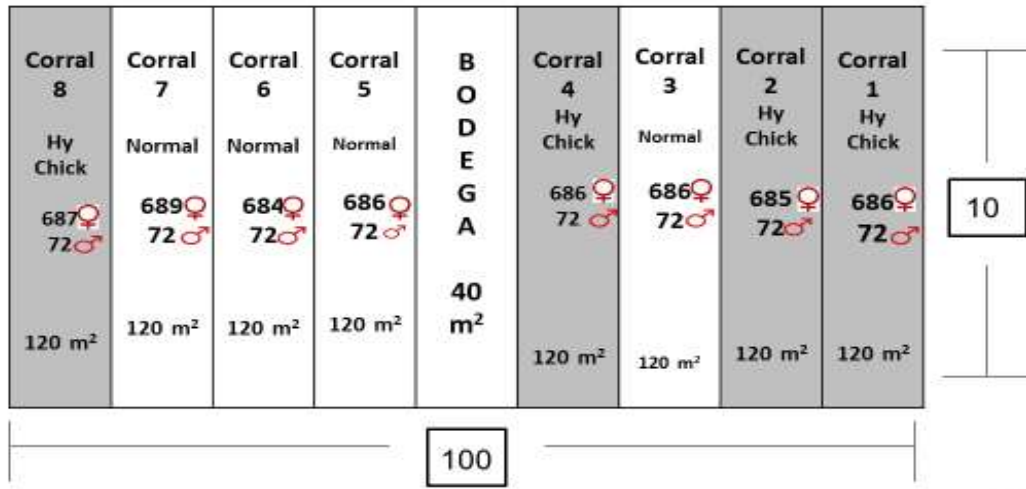 Corral
8
Hy
Chick
687♀
72♂
120 m²
Corral
7
Normal
689♀
72♂
120 m²
Corral
6
Normal
684♀
72♂
120 m²
Corral
5
Normal
686♀
72♂
120 m²
B
O
D
E
G
A
40
m²
Corral
4
Hy
Chick
686♀
72♂
120 m²
Corral
3
Normal
686♀
72♂
120 m²
Corral
2
Hy
Chick
685♀
72♂
120 m²
Corral
1
Hy
Chick
686♀
72♂
120 m²
10
100